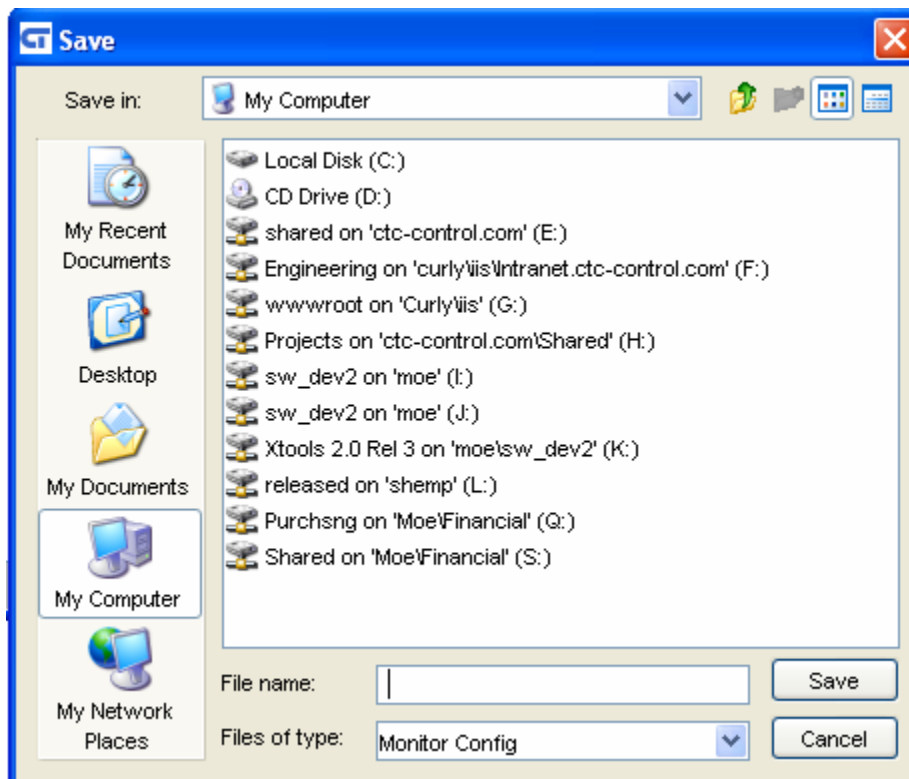 Save
Save in:
My Computer
My Recent
Documents
Desktop
My Documents
My Computer
My Network
Places
Local Disk (C:)
CD Drive (D:)
shared on 'ctc-control.com' (E:)
Engineering on 'curly\iis\Intranet.ctc-control.com' (F:)
wwwroot on 'Curly\iis' (G:)
Projects on 'ctc-control.com\Shared' (H:)
sw_dev2 on 'moe' (I:)
sw_dev2 on 'moe' (J:)
Xtools 2.0 Rel 3 on 'moe\sw_dev2' (K:)
released on 'shemp' (L:)
Purchsng on 'Moe\Financial' (Q:)
Shared on 'Moe\Financial' (S:)
File name:
Save
Files of type:
Monitor Config
Cancel